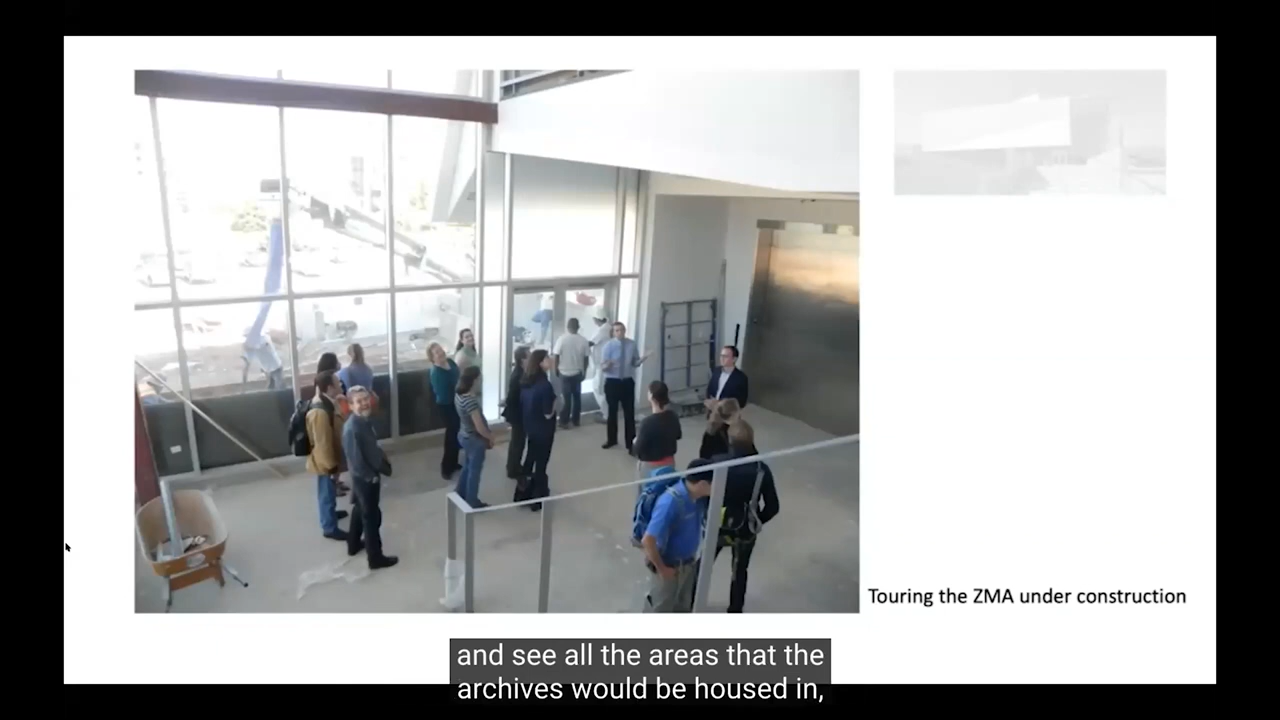 Touring the ZMA under construction
and see all the areas that the
archives would be housed in,